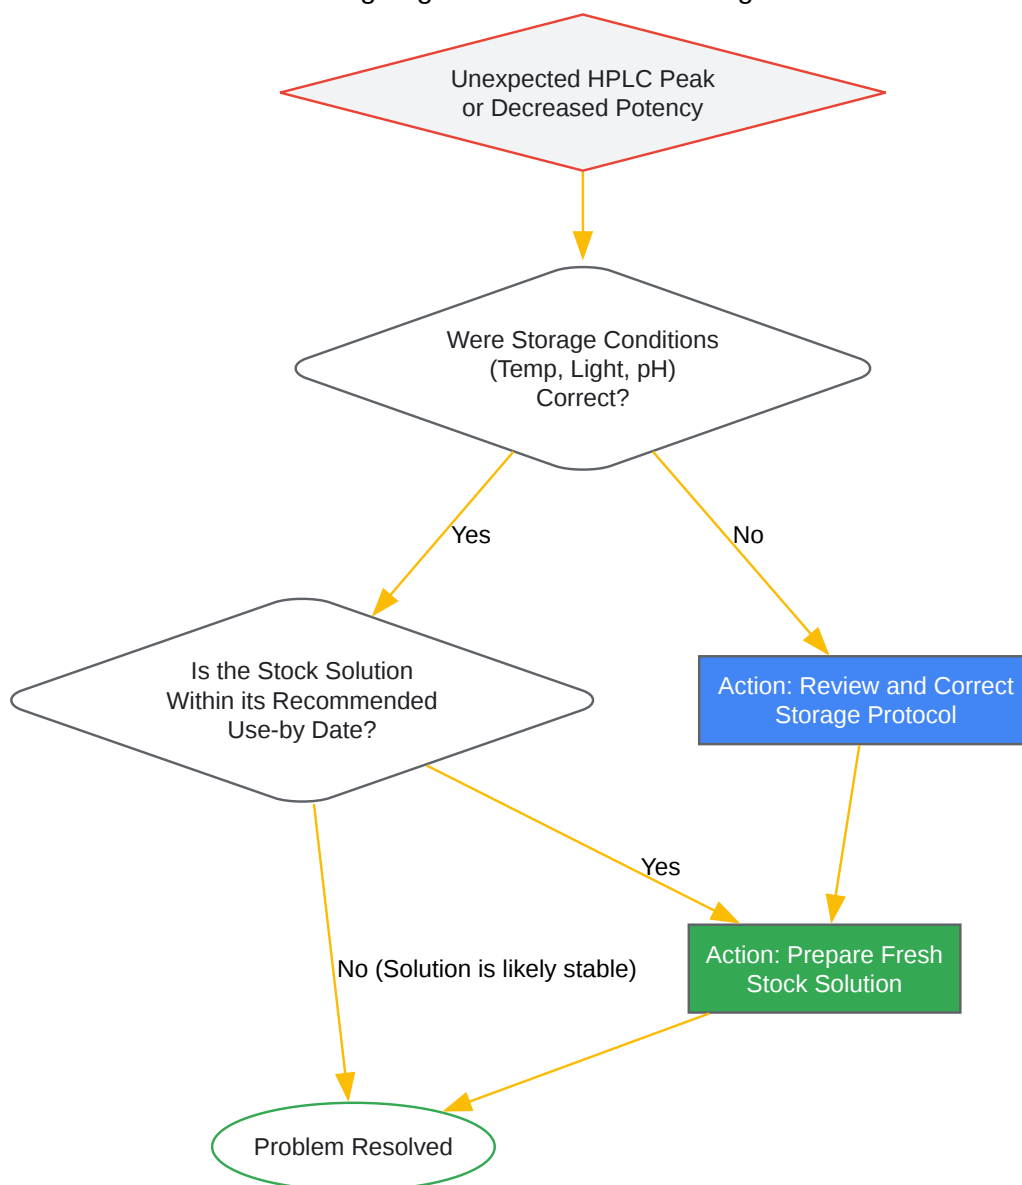 Unexpected HPLC Peak
or Decreased Potency
Were Storage Conditions
(Temp, Light, pH)
Correct?
Yes
No
Is the Stock Solution
Within its Recommended
Use-by Date?
Action: Review and Correct
Storage Protocol
Yes
No (Solution is likely stable)
Action: Prepare Fresh
Stock Solution
Problem Resolved